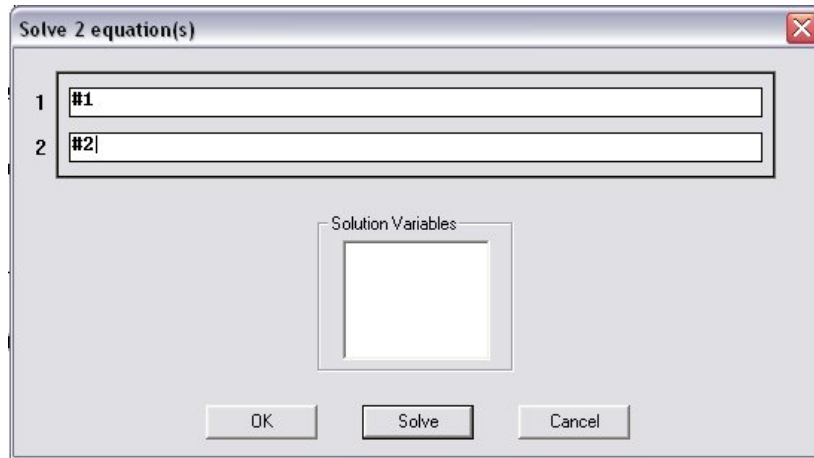 Solve 2 equation(s)
1 #1
2 #2
Solution Variables
OK Solve Cancel